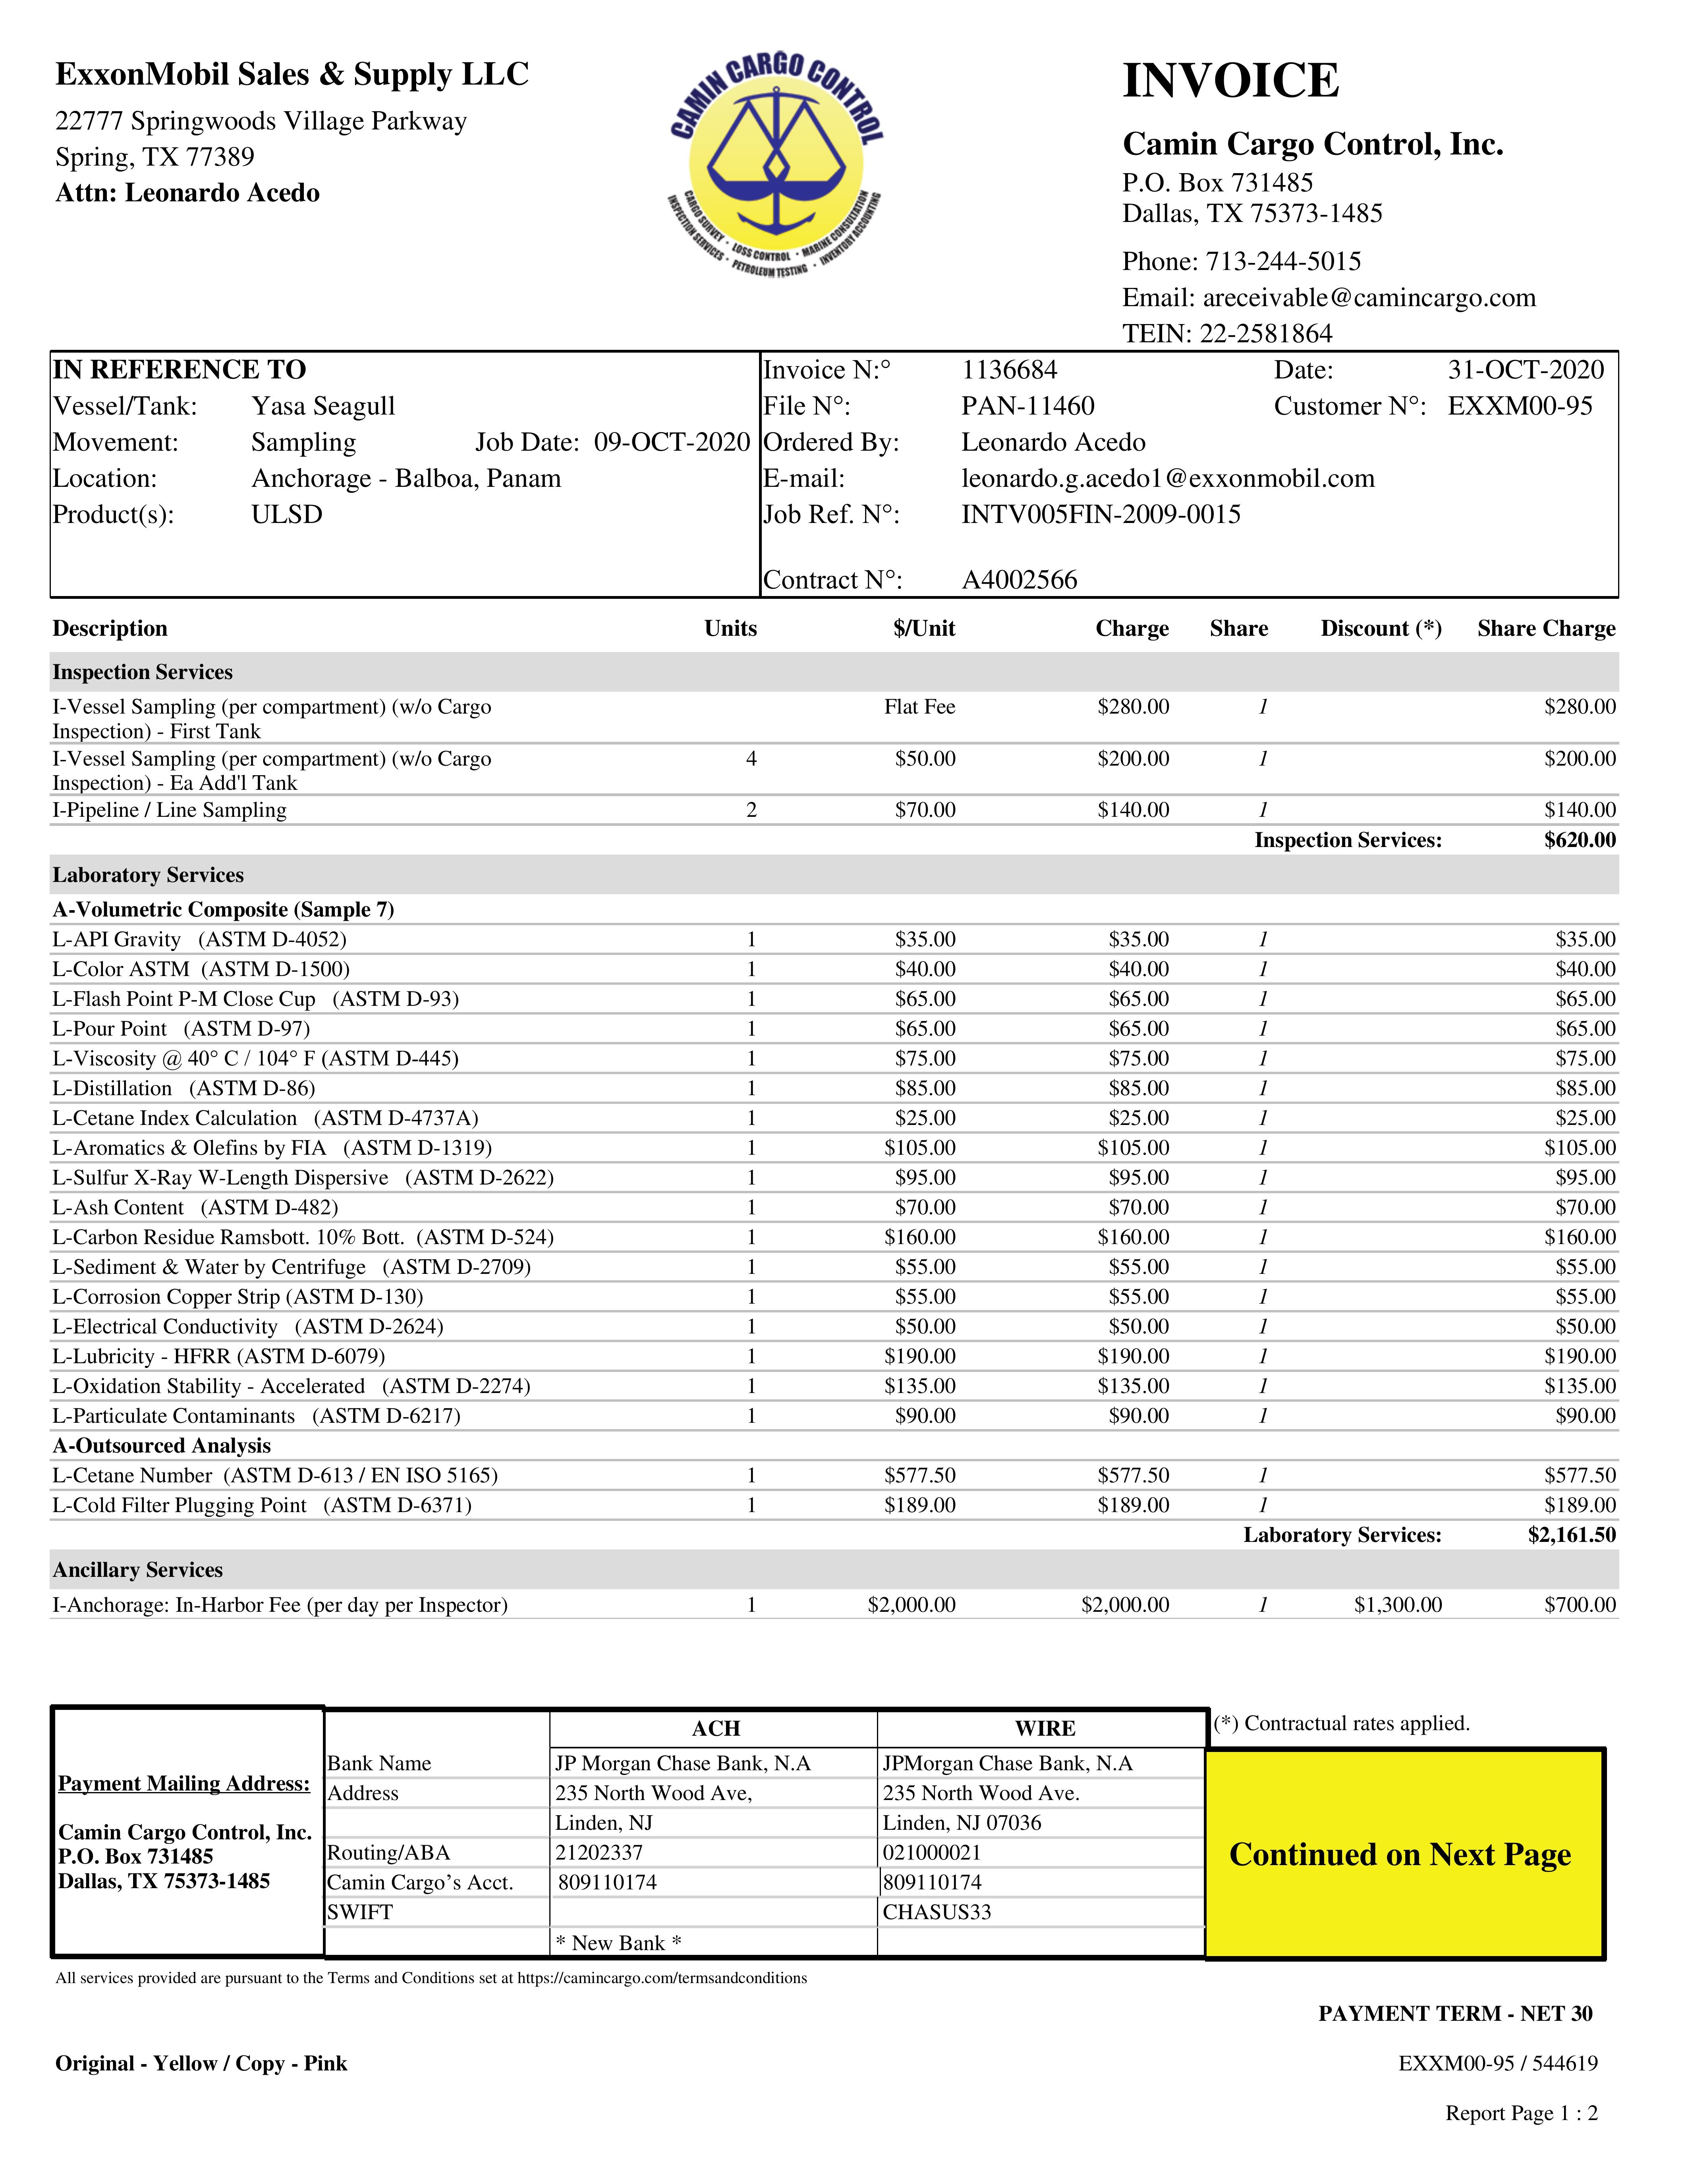 ExxonMobil Sales & Supply LLC
22777 Springwoods Village Parkway
Spring, TX 77389
Attn: Leonardo Acedo
CAMIN CARGO CONTROL
CARGO SURVEY · LOSS CONTROL · MARINE CONSULTATION
INSPECTION SERVICES · PETROLEUM TESTING · INVENTORY ACCOUNTING
INVOICE
Camin Cargo Control, Inc.
P.O. Box 731485
Dallas, TX 75373-1485
Phone: 713-244-5015
Email: areceivable@camincargo.com
TEIN: 22-2581864
IN REFERENCE TO
Vessel/Tank: Yasa Seagull
Movement: Sampling Job Date: 09-OCT-2020
Location: Anchorage - Balboa, Panam
Product(s): ULSD
Invoice N:° 1136684 Date: 31-OCT-2020
File N°: PAN-11460 Customer N°: EXXM00-95
Ordered By: Leonardo Acedo
E-mail: leonardo.g.acedo1@exxonmobil.com
Job Ref. N°: INTV005FIN-2009-0015
Contract N°: A4002566
Description Units $/Unit Charge Share Discount (*) Share Charge
Inspection Services
I-Vessel Sampling (per compartment) (w/o Cargo Flat Fee $280.00 1 $280.00
Inspection) - First Tank
I-Vessel Sampling (per compartment) (w/o Cargo 4 $50.00 $200.00 1 $200.00
Inspection) - Ea Add'l Tank
I-Pipeline / Line Sampling 2 $70.00 $140.00 1 $140.00
Inspection Services: $620.00
Laboratory Services
A-Volumetric Composite (Sample 7)
L-API Gravity (ASTM D-4052) 1 $35.00 $35.00 1 $35.00
L-Color ASTM (ASTM D-1500) 1 $40.00 $40.00 1 $40.00
L-Flash Point P-M Close Cup (ASTM D-93) 1 $65.00 $65.00 1 $65.00
L-Pour Point (ASTM D-97) 1 $65.00 $65.00 1 $65.00
L-Viscosity @ 40° C / 104° F (ASTM D-445) 1 $75.00 $75.00 1 $75.00
L-Distillation (ASTM D-86) 1 $85.00 $85.00 1 $85.00
L-Cetane Index Calculation (ASTM D-4737A) 1 $25.00 $25.00 1 $25.00
L-Aromatics & Olefins by FIA (ASTM D-1319) 1 $105.00 $105.00 1 $105.00
L-Sulfur X-Ray W-Length Dispersive (ASTM D-2622) 1 $95.00 $95.00 1 $95.00
L-Ash Content (ASTM D-482) 1 $70.00 $70.00 1 $70.00
L-Carbon Residue Ramsbott. 10% Bott. (ASTM D-524) 1 $160.00 $160.00 1 $160.00
L-Sediment & Water by Centrifuge (ASTM D-2709) 1 $55.00 $55.00 1 $55.00
L-Corrosion Copper Strip (ASTM D-130) 1 $55.00 $55.00 1 $55.00
L-Electrical Conductivity (ASTM D-2624) 1 $50.00 $50.00 1 $50.00
L-Lubricity - HFRR (ASTM D-6079) 1 $190.00 $190.00 1 $190.00
L-Oxidation Stability - Accelerated (ASTM D-2274) 1 $135.00 $135.00 1 $135.00
L-Particulate Contaminants (ASTM D-6217) 1 $90.00 $90.00 1 $90.00
A-Outsourced Analysis
L-Cetane Number (ASTM D-613 / EN ISO 5165) 1 $577.50 $577.50 1 $577.50
L-Cold Filter Plugging Point (ASTM D-6371) 1 $189.00 $189.00 1 $189.00
Laboratory Services: $2,161.50
Ancillary Services
I-Anchorage: In-Harbor Fee (per day per Inspector) 1 $2,000.00 $2,000.00 1 $1,300.00 $700.00
Payment Mailing Address:
Camin Cargo Control, Inc.
P.O. Box 731485
Dallas, TX 75373-1485
ACH WIRE
Bank Name JP Morgan Chase Bank, N.A JPMorgan Chase Bank, N.A
Address 235 North Wood Ave, 235 North Wood Ave.
Linden, NJ Linden, NJ 07036
Routing/ABA 21202337 021000021
Camin Cargo’s Acct. 809110174 809110174
SWIFT CHASUS33
* New Bank *
(*) Contractual rates applied.
Continued on Next Page
All services provided are pursuant to the Terms and Conditions set at https://camincargo.com/termsandconditions
PAYMENT TERM - NET 30
Original - Yellow / Copy - Pink
EXXM00-95 / 544619
Report Page 1 : 2